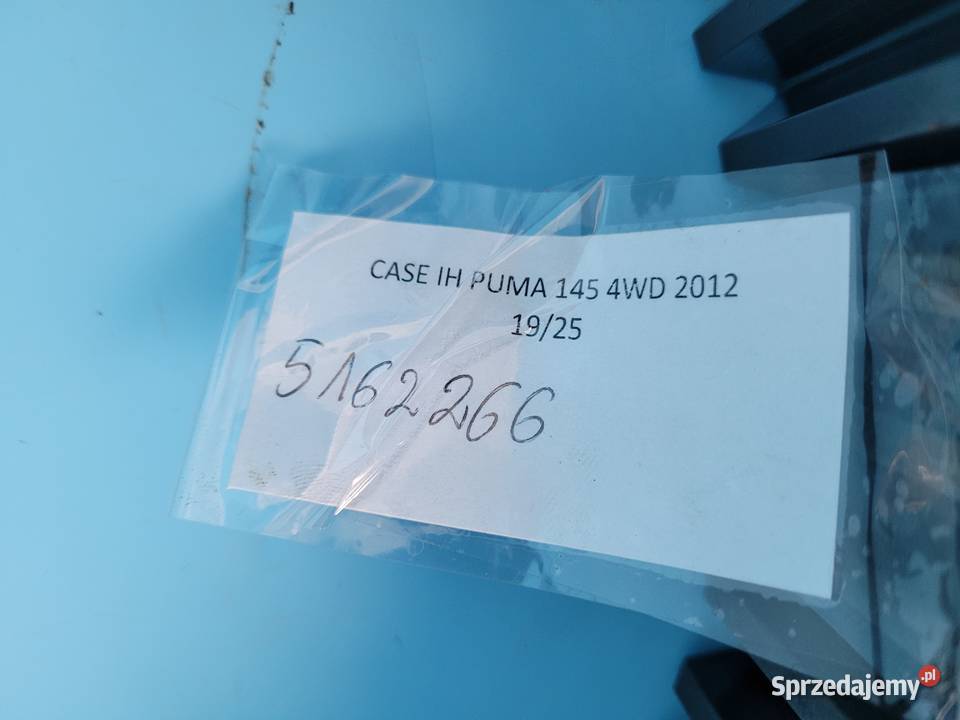 CASE IH PUMA 145 4WD 2012
19/25
5162266
Sprzedajemy.pl